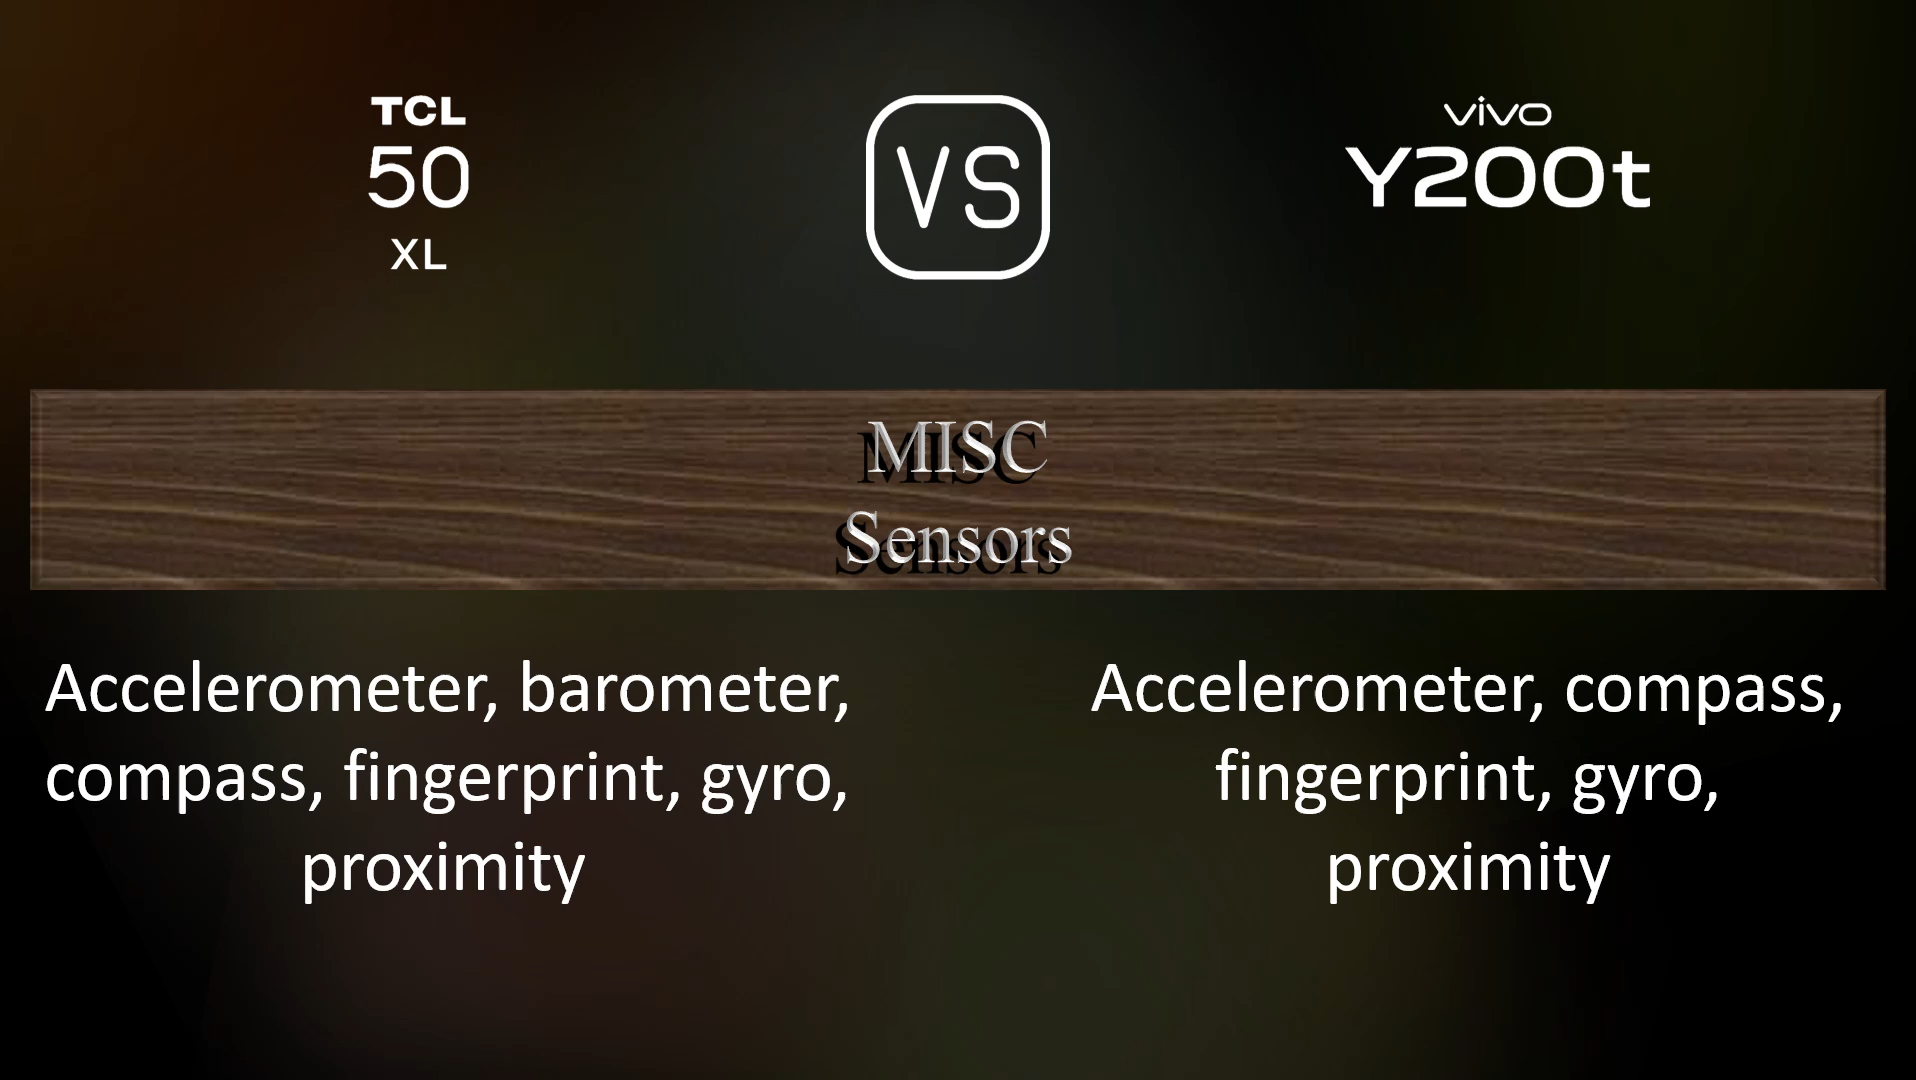 TCL
50
XL
VS
vivo
Y200t
MISC
Sensors
Accelerometer, barometer,
compass, fingerprint, gyro,
proximity
Accelerometer, compass,
fingerprint, gyro,
proximity